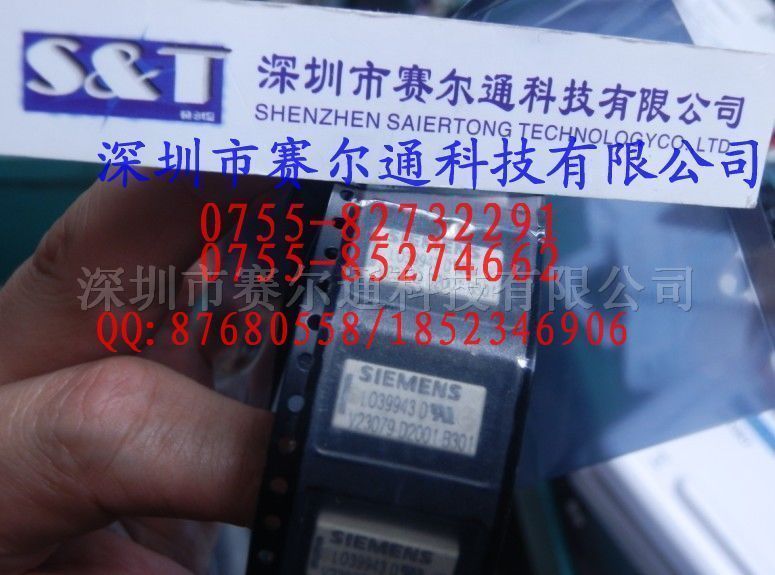 S&T
深圳市赛尔通科技有限公司
SHENZHEN SAIERTONG TECHNOLOGYCO.,LTD
深圳市赛尔通科技有限公司
0755-82732291
0755-85274662
深圳市赛尔通科技有限公司
QQ: 87680558/1852346906
SIEMENS
L039943 D
V23079-D2001-B301
SIEMENS
L039943 D